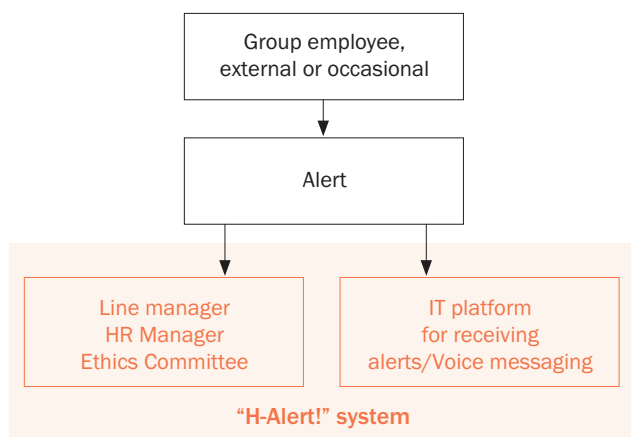 Group employee,
external or occasional
Alert
Line manager
HR Manager
Ethics Committee
IT platform
for receiving
alerts/Voice messaging
“H-Alert!” system